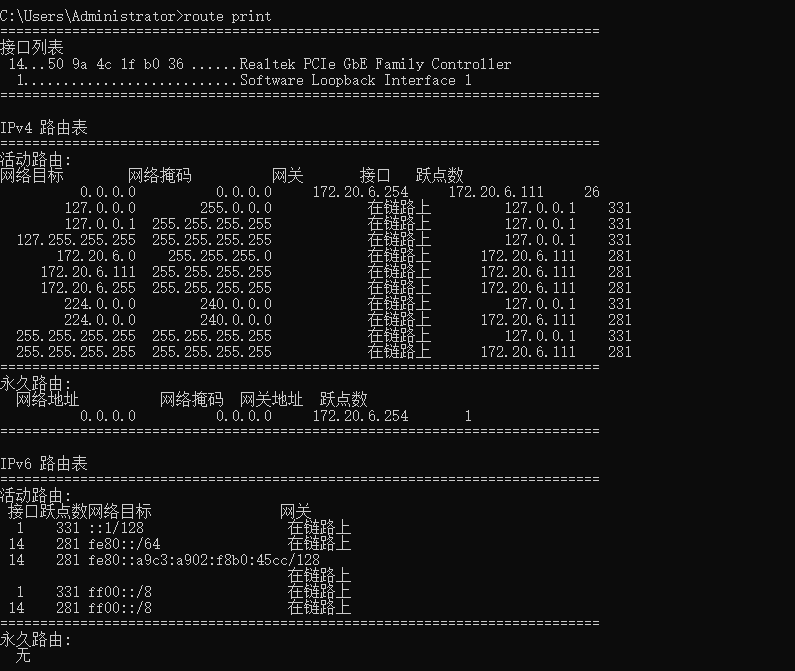 C:\Users\Administrator>route print
===========================================================================
接口列表
 14...50 9a 4c 1f b0 36 ......Realtek PCIe GbE Family Controller
  1...........................Software Loopback Interface 1
===========================================================================
IPv4 路由表
===========================================================================
活动路由:
网络目标        网络掩码          网关       接口   跃点数
          0.0.0.0          0.0.0.0     172.20.6.254     172.20.6.111     26
        127.0.0.0        255.0.0.0            在链路上         127.0.0.1    331
        127.0.0.1  255.255.255.255            在链路上         127.0.0.1    331
  127.255.255.255  255.255.255.255            在链路上         127.0.0.1    331
       172.20.6.0    255.255.255.0            在链路上      172.20.6.111    281
     172.20.6.111  255.255.255.255            在链路上      172.20.6.111    281
     172.20.6.255  255.255.255.255            在链路上      172.20.6.111    281
        224.0.0.0        240.0.0.0            在链路上         127.0.0.1    331
        224.0.0.0        240.0.0.0            在链路上      172.20.6.111    281
  255.255.255.255  255.255.255.255            在链路上         127.0.0.1    331
  255.255.255.255  255.255.255.255            在链路上      172.20.6.111    281
===========================================================================
永久路由:
  网络地址          网络掩码  网关地址  跃点数
          0.0.0.0          0.0.0.0     172.20.6.254       1
===========================================================================
IPv6 路由表
===========================================================================
活动路由:
 接口跃点数网络目标                网关
  1    331 ::1/128                  在链路上
 14    281 fe80::/64                在链路上
 14    281 fe80::a9c3:a902:f8b0:45cc/128
                                    在链路上
  1    331 ff00::/8                 在链路上
 14    281 ff00::/8                 在链路上
===========================================================================
永久路由:
  无